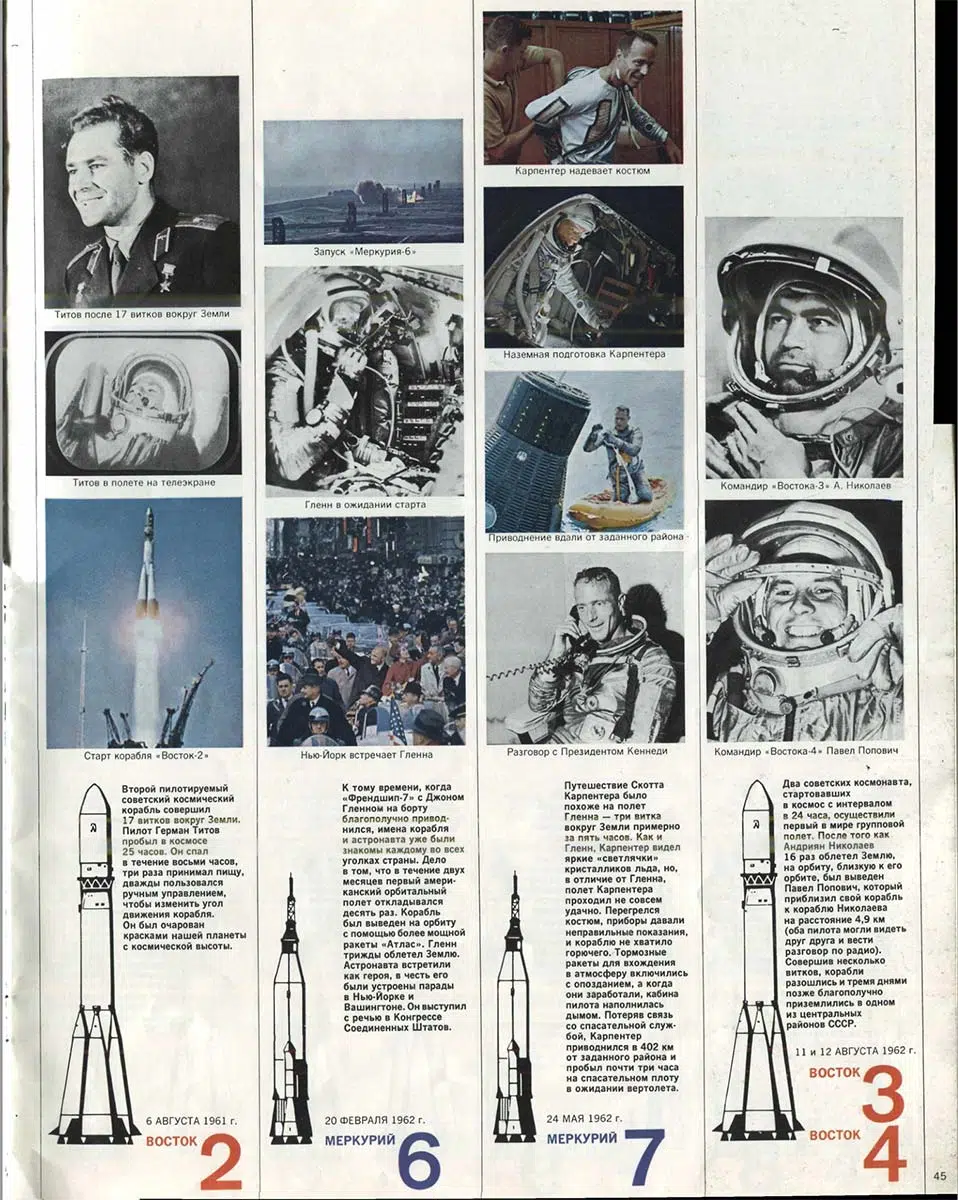 Титов после 17 витков вокруг Земли
Титов в полете на телеэкране
Старт корабля «Восток-2»
Второй пилотируемый
советский космический
корабль совершил
17 витков вокруг Земли.
Пилот Герман Титов
пробыл в космосе
25 часов. Он спал
в течение восьми часов,
три раза принимал пищу,
дважды пользовался
ручным управлением,
чтобы изменить угол
движения корабля.
Он был очарован
красками нашей планеты
с космической высоты.
6 АВГУСТА 1961 г.
ВОСТОК 2
Запуск «Меркурия-6»
Гленн в ожидании старта
Нью-Йорк встречает Гленна
К тому времени, когда
«Френдшип-7» с Джоном
Гленном на борту
благополучно привод-
нился, имена корабля
и астронавта уже были
знакомы каждому во всех
уголках страны. Дело
в том, что в течение двух
месяцев первый амери-
канский орбитальный
полет откладывался
десять раз. Корабль
был выведен на орбиту
с помощью более мощной
ракеты «Атлас». Гленн
трижды облетел Землю.
Астронавта встретили
как героя, в честь его
были устроены парады
в Нью-Йорке и
Вашингтоне. Он выступил
с речью в Конгрессе
Соединенных Штатов.
20 ФЕВРАЛЯ 1962 г.
МЕРКУРИЙ 6
Карпентер надевает костюм
Наземная подготовка Карпентера
Приводнение вдали от заданного района
Разговор с Президентом Кеннеди
Путешествие Скотта
Карпентера было
похоже на полет
Гленна — три витка
вокруг Земли примерно
за пять часов. Как и
Гленн, Карпентер видел
яркие «светлячки»
кристалликов льда, но,
в отличие от Гленна,
полет Карпентера
проходил не совсем
удачно. Перегрелся
костюм, приборы давали
неправильные показания,
и кораблю не хватило
горючего. Тормозные
ракеты для вхождения
в атмосферу включились
с опозданием, а когда
они заработали, кабина
пилота наполнилась
дымом. Потеряв связь
со спасательной служ-
бой, Карпентер
приводнился в 402 км
от заданного района и
пробыл почти три часа
на спасательном плоту
в ожидании вертолета.
24 МАЯ 1962 г.
МЕРКУРИЙ 7
Командир «Востока-3» А. Николаев
Командир «Востока-4» Павел Попович
Два советских космонавта,
стартовавших
в космос с интервалом
в 24 часа, осуществили
первый в мире групповой
полет. После того как
Андриян Николаев
16 раз облетел Землю,
на орбиту, близкую к его
орбите, был выведен
Павел Попович, который
приблизил свой корабль
к кораблю Николаева
на расстояние 4,9 км
(оба пилота могли видеть
друг друга и вести
разговор по радио).
Совершив несколько
витков, корабли
разошлись и тремя днями
позже благополучно
приземлились в одном
из центральных
районов СССР.
11 и 12 АВГУСТА 1962 г.
ВОСТОК 3
ВОСТОК 4
45